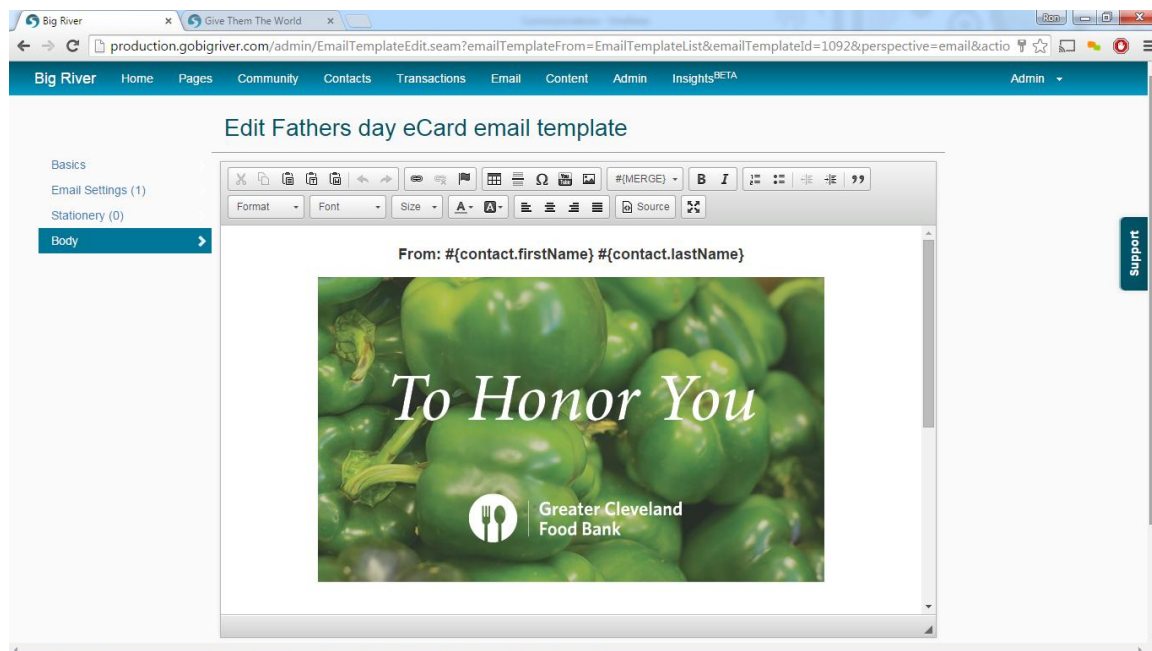 Big River
Give Them The World
Ron
production.gobigriver.com/admin/EmailTemplateEdit.seam?emailTemplateFrom=EmailTemplateList&emailTemplateId=1092&perspective=email&actio
Big River Home Pages Community Contacts Transactions Email Content Admin InsightsBETA Admin
Edit Fathers day eCard email template
Basics
Email Settings (1)
Stationery (0)
Body
#{MERGE} B I
Format Font Size A A Source
From: #{contact.firstName} #{contact.lastName}
To Honor You
Greater Cleveland
Food Bank
Support